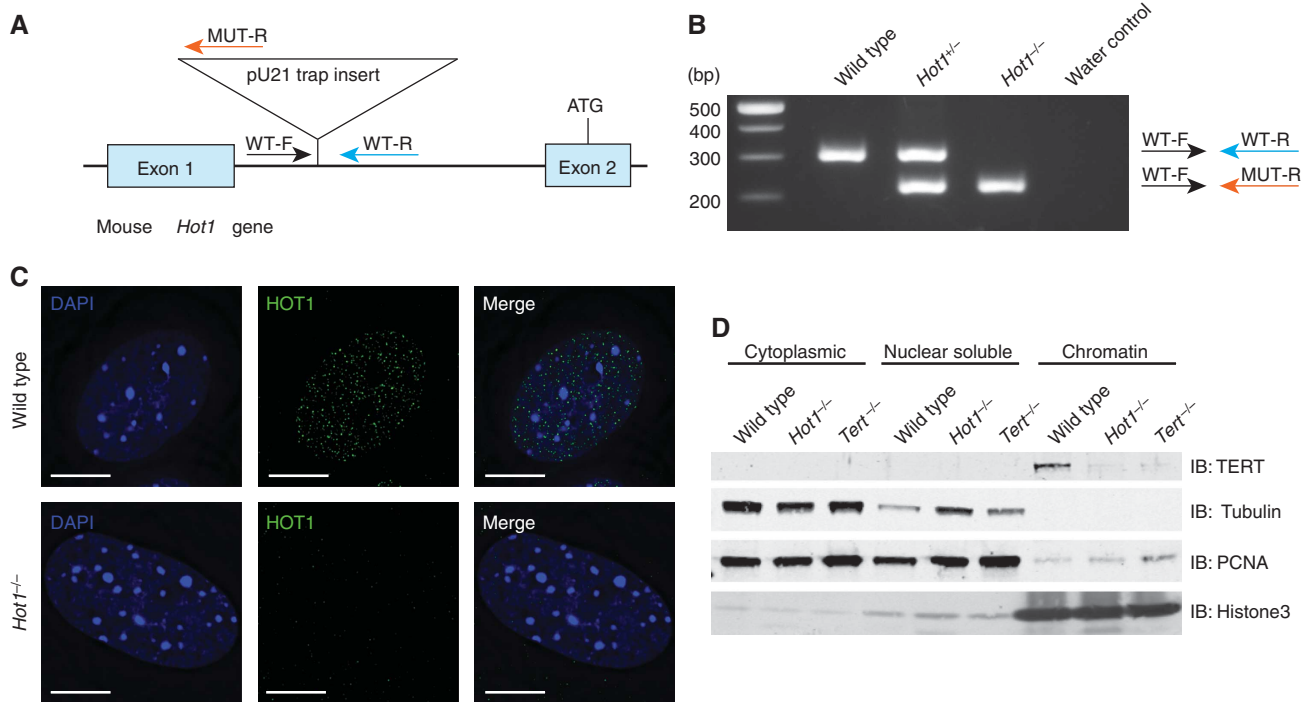 A
MUT-R
pU21 trap insert
ATG
WT-F
WT-R
Exon 1
Exon 2
Mouse Hot1 gene
B
Wild type
Hot1+/–
Hot1–/–
Water control
(bp)
500
400
300
200
WT-F WT-R
WT-F MUT-R
C
Wild type
DAPI
HOT1
Merge
Hot1–/–
DAPI
HOT1
Merge
D
Cytoplasmic Nuclear soluble Chromatin
Wild type
Hot1–/–
Tert–/–
Wild type
Hot1–/–
Tert–/–
Wild type
Hot1–/–
Tert–/–
IB: TERT
IB: Tubulin
IB: PCNA
IB: Histone3